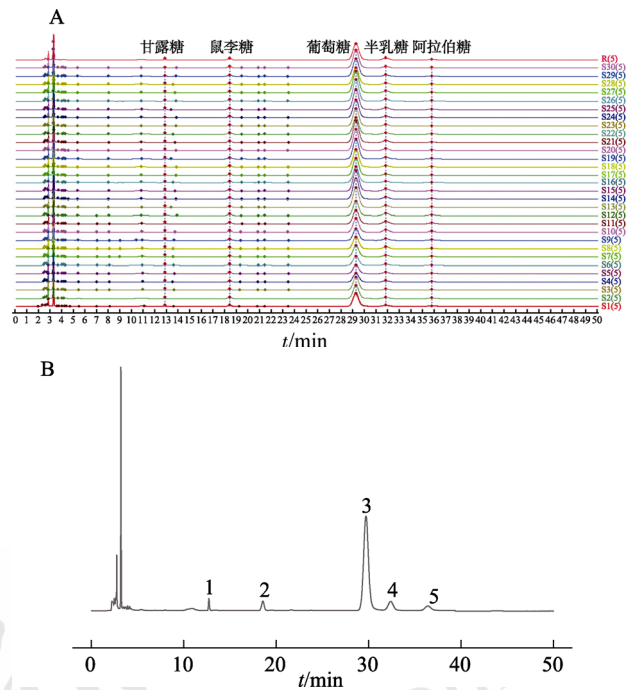 A
甘露糖 鼠李糖 葡萄糖 半乳糖 阿拉伯糖
R(5)
S30(5)
S29(5)
S28(5)
S27(5)
S26(5)
S25(5)
S24(5)
S23(5)
S22(5)
S21(5)
S20(5)
S19(5)
S18(5)
S17(5)
S16(5)
S15(5)
S14(5)
S13(5)
S12(5)
S11(5)
S10(5)
S9(5)
S8(5)
S7(5)
S6(5)
S5(5)
S4(5)
S3(5)
S2(5)
S1(5)
0 1 2 3 4 5 6 7 8 9 10 11 12 13 14 15 16 17 18 19 20 21 22 23 24 25 26 27 28 29 30 31 32 33 34 35 36 37 38 39 40 41 42 43 44 45 46 47 48 49 50
t/min
B
3
1 2 4 5
0 10 20 30 40 50
t/min